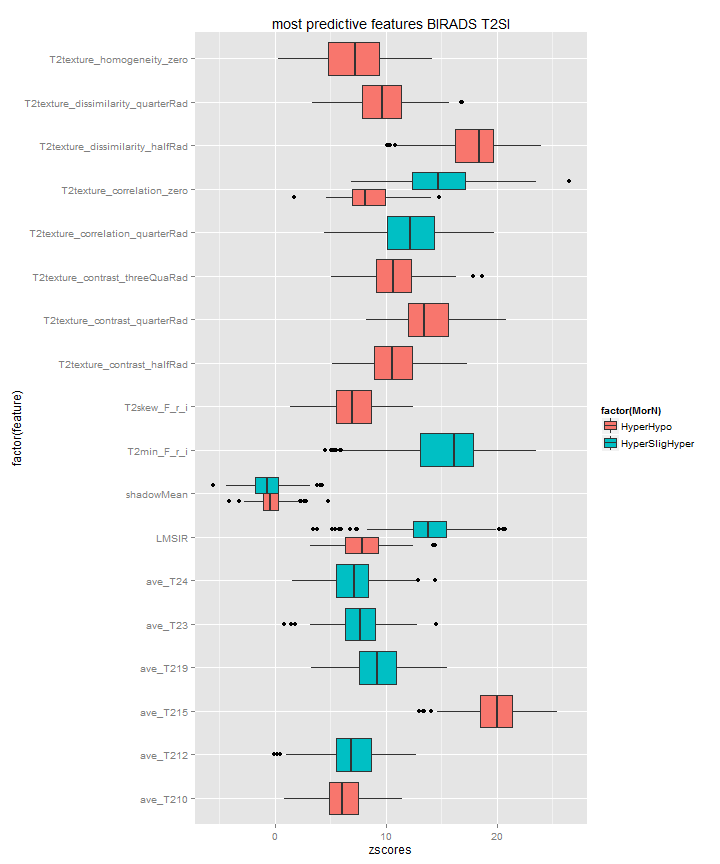 most predictive features BIRADS T2SI
T2texture_homogeneity_zero
T2texture_dissimilarity_quarterRad
T2texture_dissimilarity_halfRad
T2texture_correlation_zero
T2texture_correlation_quarterRad
T2texture_contrast_threeQuaRad
T2texture_contrast_quarterRad
T2texture_contrast_halfRad
T2skew_F_r_i
T2min_F_r_i
shadowMean
LMSIR
ave_T24
ave_T23
ave_T219
ave_T215
ave_T212
ave_T210
factor(feature)
0 10 20
zscores
factor(MorN)
HyperHypo
HyperSligHyper